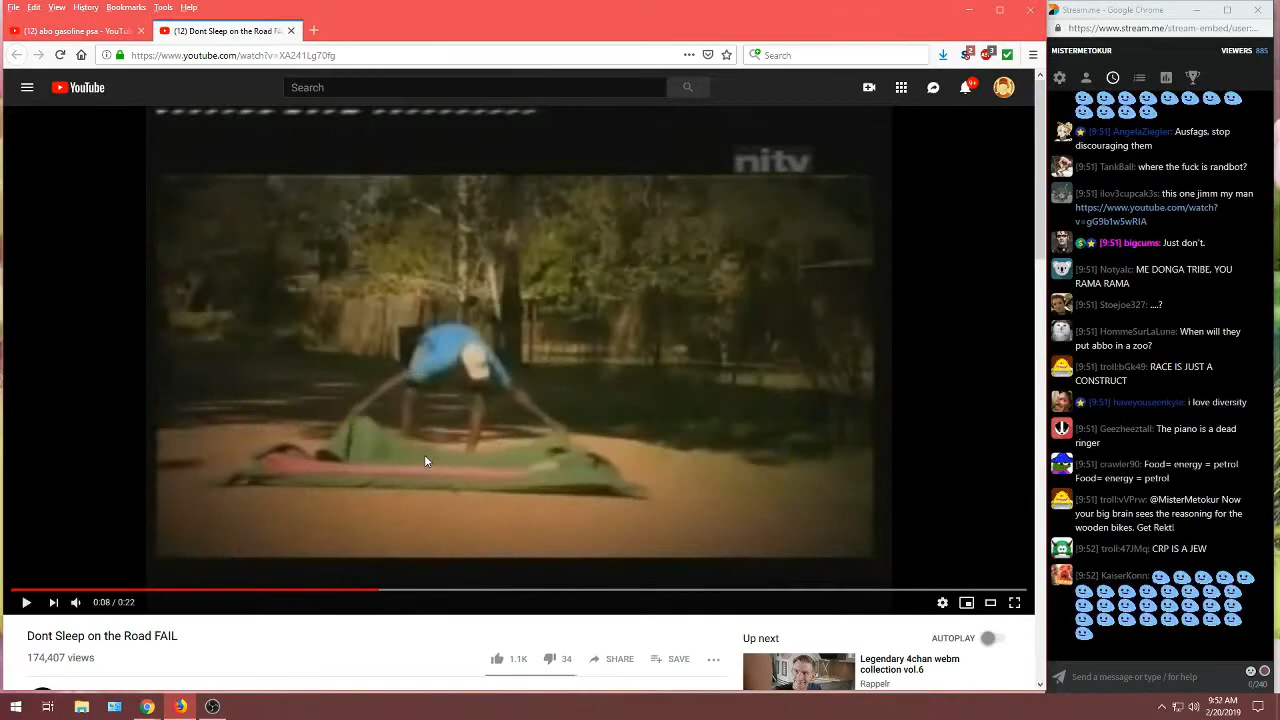 File Edit View History Bookmarks Tools Help
(12) abo gasoline psa - YouTub
(12) Dont Sleep on the Road FA
https://www.youtube.com/watch?v=XA241Lg70fg
Search
YouTube
Search
9+
nitv
0:08 / 0:22
Dont Sleep on the Road FAIL
174,407 views
1.1K 34 SHARE SAVE
Up next AUTOPLAY
Legendary 4chan webm
collection vol.6
Rappelr
Stream.me - Google Chrome
https://www.stream.me/stream-embed/user:...
MISTERMETOKUR VIEWERS 885
[9:51] AngelaZiegler: Ausfags, stop
discouraging them
[9:51] TankBall: where the fuck is randbot?
[9:51] ilov3cupcak3s: this one jimm my man
https://www.youtube.com/watch?
v=gG9b1w5wRIA
[9:51] bigcums: Just don't.
[9:51] Notyalc: ME DONGA TRIBE, YOU
RAMA RAMA
[9:51] Stoejoe327: ....?
[9:51] HommeSurLaLune: When will they
put abbo in a zoo?
[9:51] troll:bGk49: RACE IS JUST A
CONSTRUCT
[9:51] haveyouseenkyle: i love diversity
[9:51] Geezheeztall: The piano is a dead
ringer
[9:51] crawler90: Food= energy = petrol
Food= energy = petrol
[9:51] troll:vVPrw: @MisterMetokur Now
your big brain sees the reasoning for the
wooden bikes. Get Rekt!
[9:52] troll:47JMq: CRP IS A JEW
[9:52] KaiserKonn:
Send a message or type / for help
0/240
9:52 AM
2/20/2019